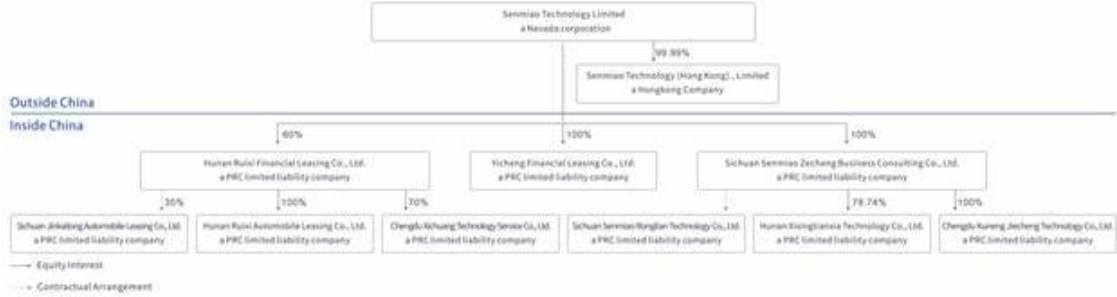 Senmiao Technology Limited
a Nevada corporation
99.99%
Senmiao Technology (Hong Kong)., Limited
a Hongkong Company
Outside China
Inside China
60%
100%
100%
Hunan Ruixi Financial Leasing Co., Ltd.
a PRC limited liability company
Yicheng Financial Leasing Co., Ltd.
a PRC limited liability company
Sichuan Senmiao Zecheng Business Consulting Co., Ltd.
a PRC limited liability company
35%
100%
70%
78.74%
100%
Sichuan Jinkailong Automobile Leasing Co., Ltd.
a PRC limited liability company
Hunan Ruixi Automobile Leasing Co., Ltd.
a PRC limited liability company
Chengdu Xichuang Technology Service Co., Ltd.
a PRC limited liability company
Sichuan Senmiao Ronglian Technology Co., Ltd.
a PRC limited liability company
Hunan Xixingtianxia Technology Co., Ltd.
a PRC limited liability company
Chengdu Jiecheng Technology Co., Ltd.
a PRC limited liability company
Equity Interest
Contractual Arrangement